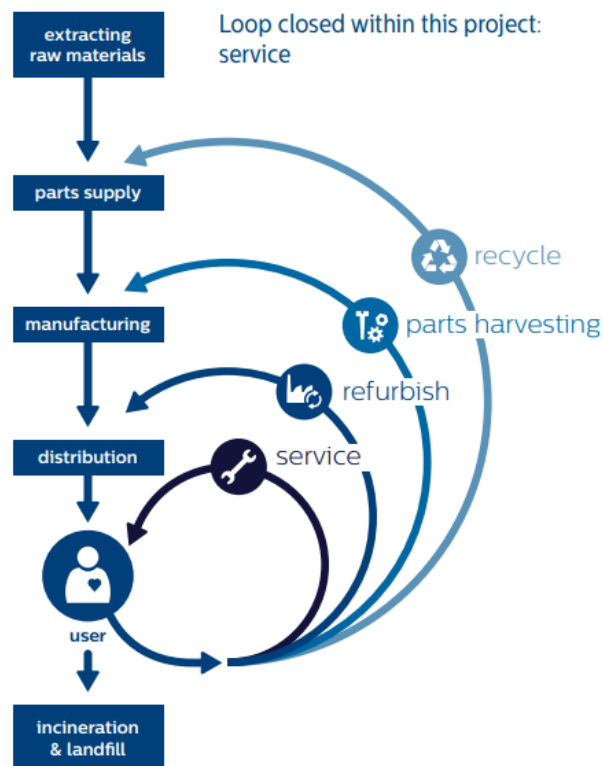 extracting
raw materials
Loop closed within this project:
service
parts supply
recycle
manufacturing
parts harvesting
refurbish
distribution
service
user
incineration
& landfill